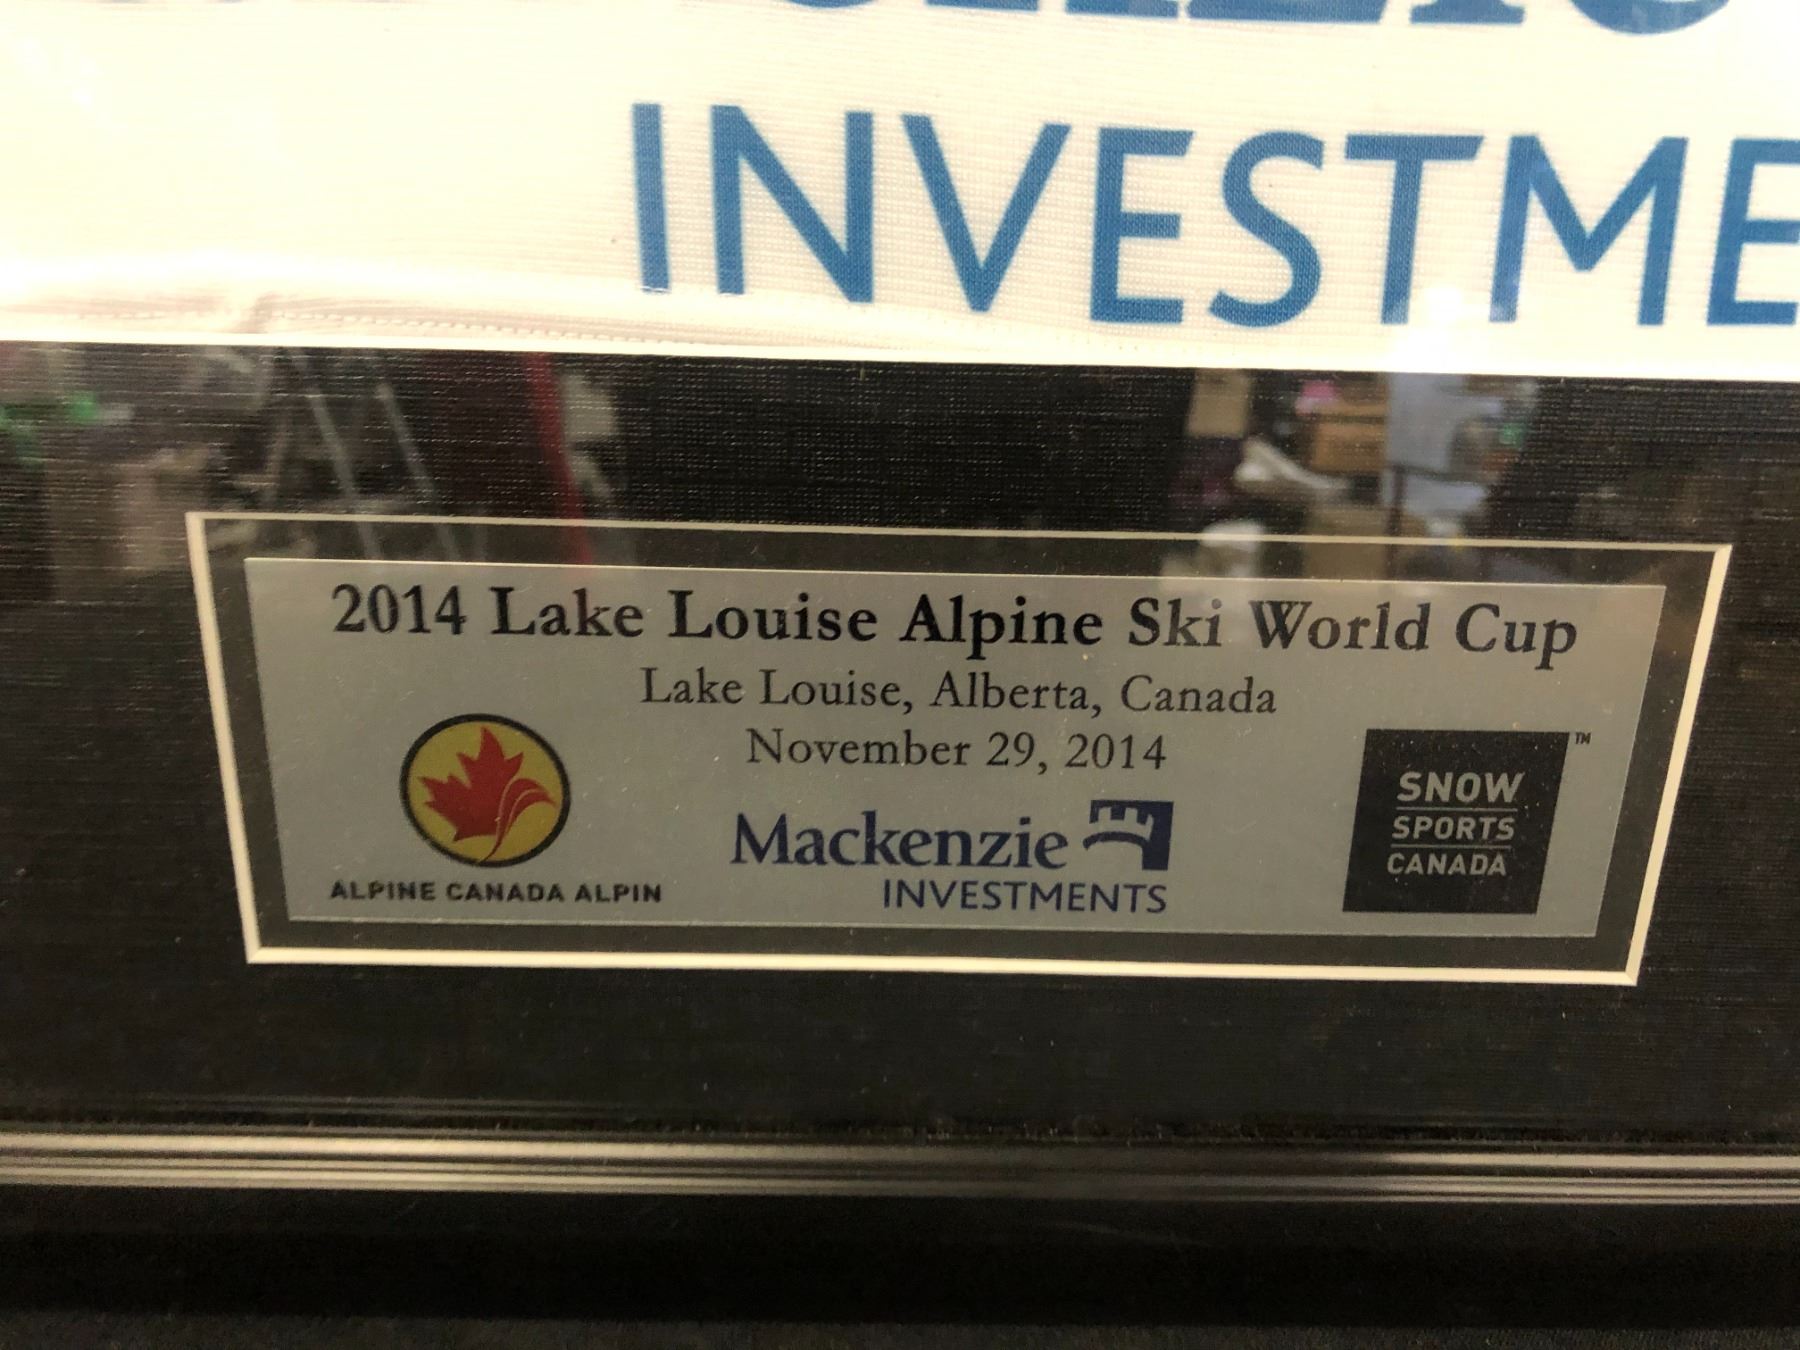 INVESTME
2014 Lake Louise Alpine Ski World Cup
Lake Louise, Alberta, Canada
November 29, 2014
ALPINE CANADA ALPIN
Mackenzie
INVESTMENTS
SNOW
SPORTS
CANADA
TM